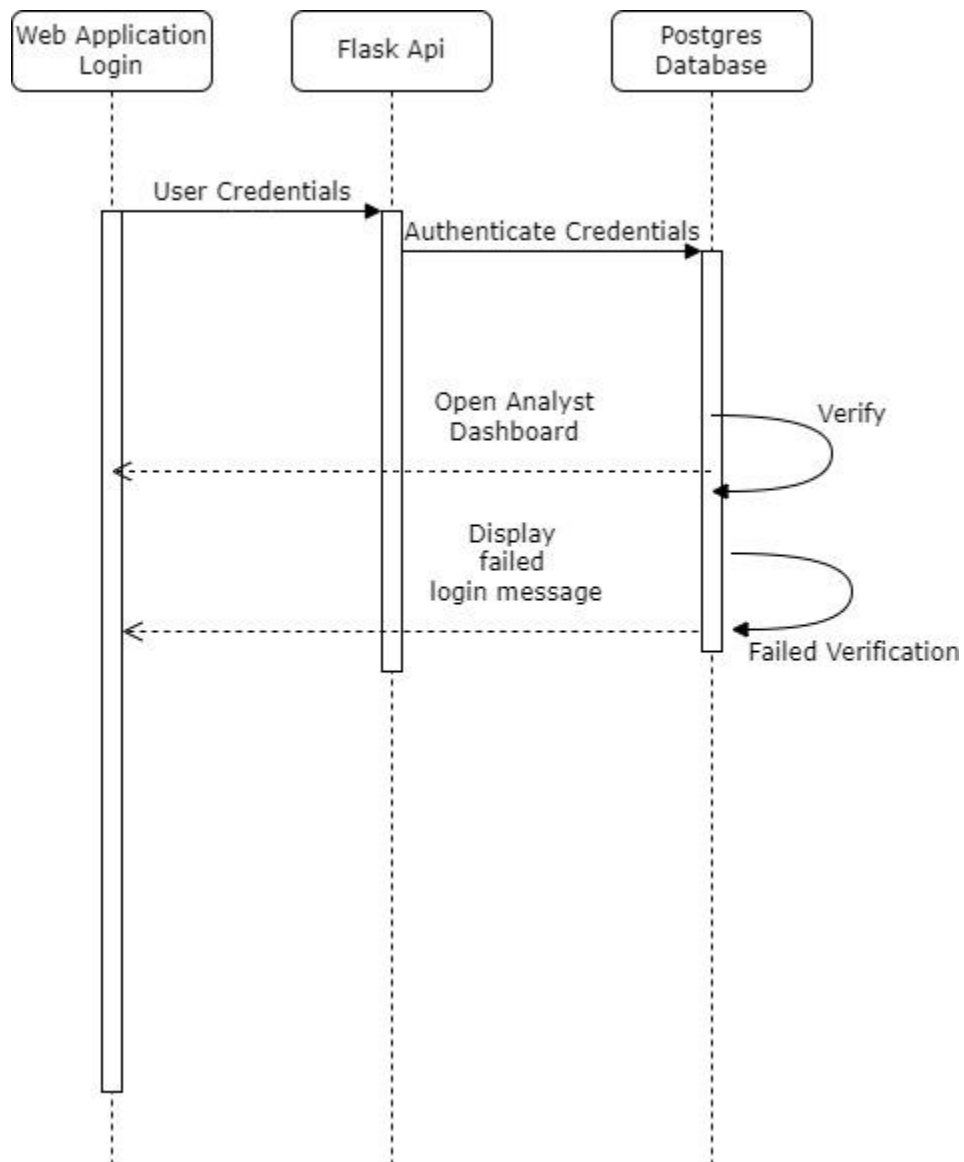 Web Application
Login
Flask Api
Postgres
Database
User Credentials
Authenticate Credentials
Open Analyst
Dashboard
Verify
Display
failed
login message
Failed Verification